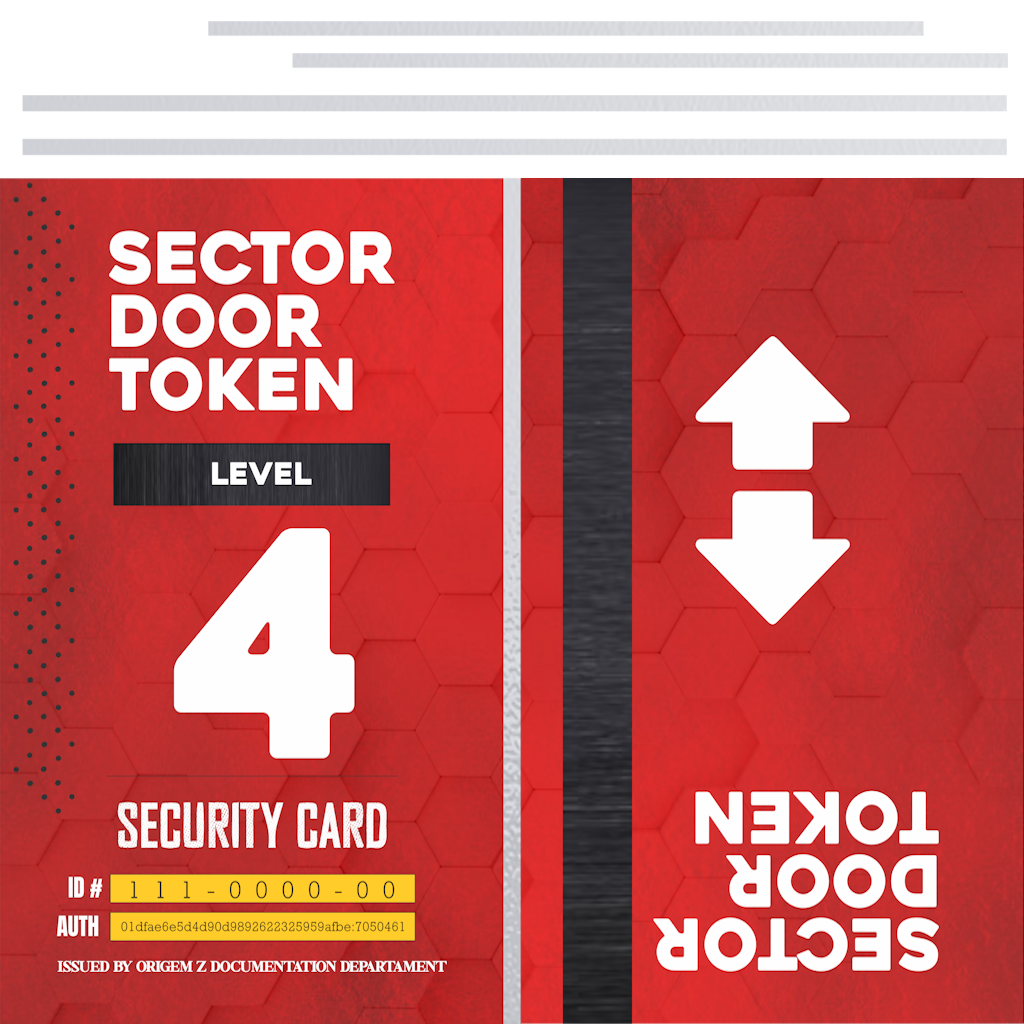 SECTOR
DOOR
TOKEN
LEVEL
4
SECURITY CARD
ID # 111-0000-00
AUTH 01dfae6e5d4d90d9892622325959afbe:7050461
ISSUED BY ORIGEM Z DOCUMENTATION DEPARTAMENT
SECTOR
DOOR
TOKEN